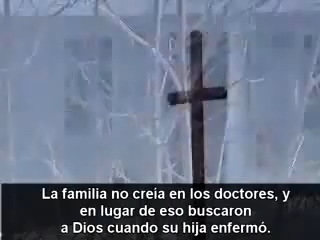 La familia no creía en los doctores, y
en lugar de eso buscaron
a Dios cuando su hija enfermó.